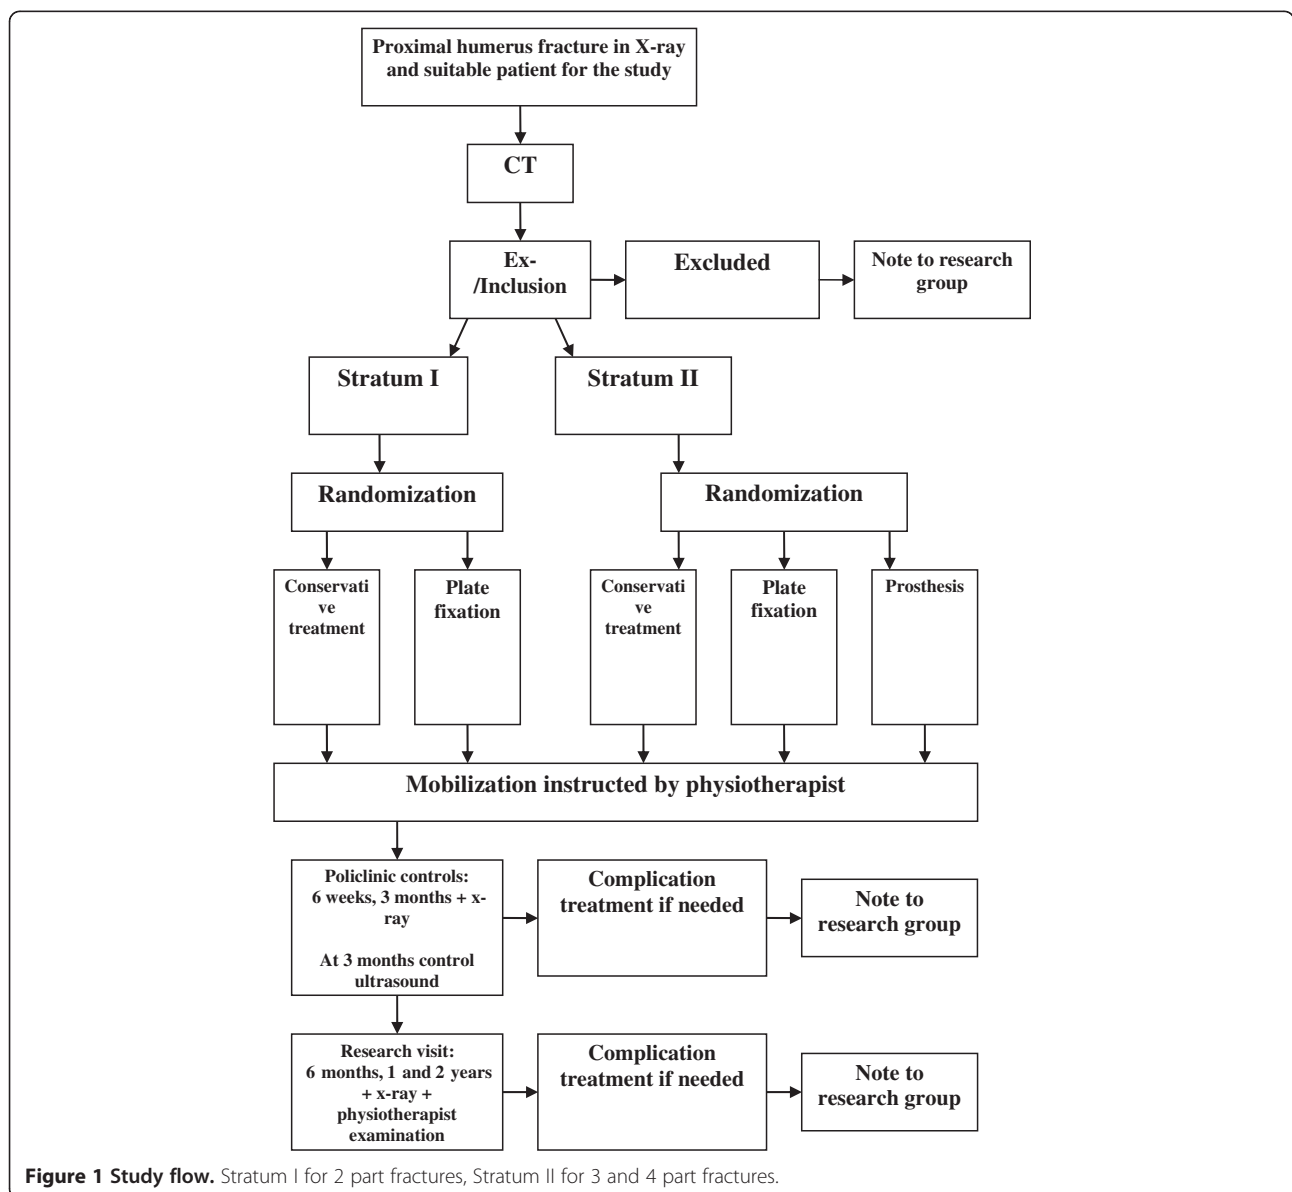 Proximal humerus fracture in X-ray
and suitable patient for the study
CT
Ex-
/Inclusion
Excluded
Note to research
group
Stratum I
Stratum II
Randomization
Randomization
Conservati
ve
treatment
Plate
fixation
Conservati
ve
treatment
Plate
fixation
Prosthesis
Mobilization instructed by physiotherapist
Policlinic controls:
6 weeks, 3 months + x-
ray
At 3 months control
ultrasound
Complication
treatment if needed
Note to
research group
Research visit:
6 months, 1 and 2 years
+ x-ray +
physiotherapist
examination
Complication
treatment if needed
Note to
research group
Figure 1 Study flow. Stratum I for 2 part fractures, Stratum II for 3 and 4 part fractures.